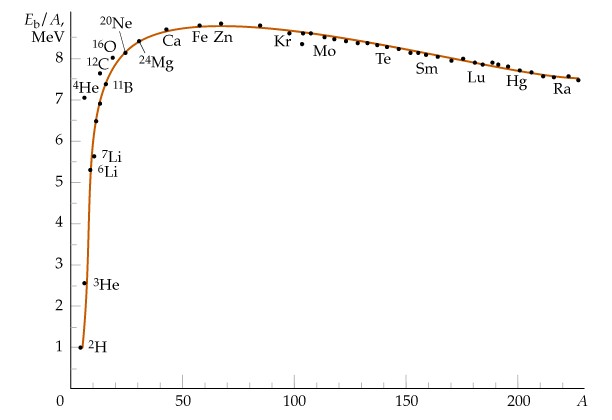 E_b/A,
MeV
8
7
6
5
4
3
2
1
0
50
100
150
200
A
²⁰Ne
¹⁶O
¹²C
⁴He
²⁴Mg
¹¹B
⁷Li
⁶Li
³He
²H
Ca
Fe
Zn
Kr
Mo
Te
Sm
Lu
Hg
Ra